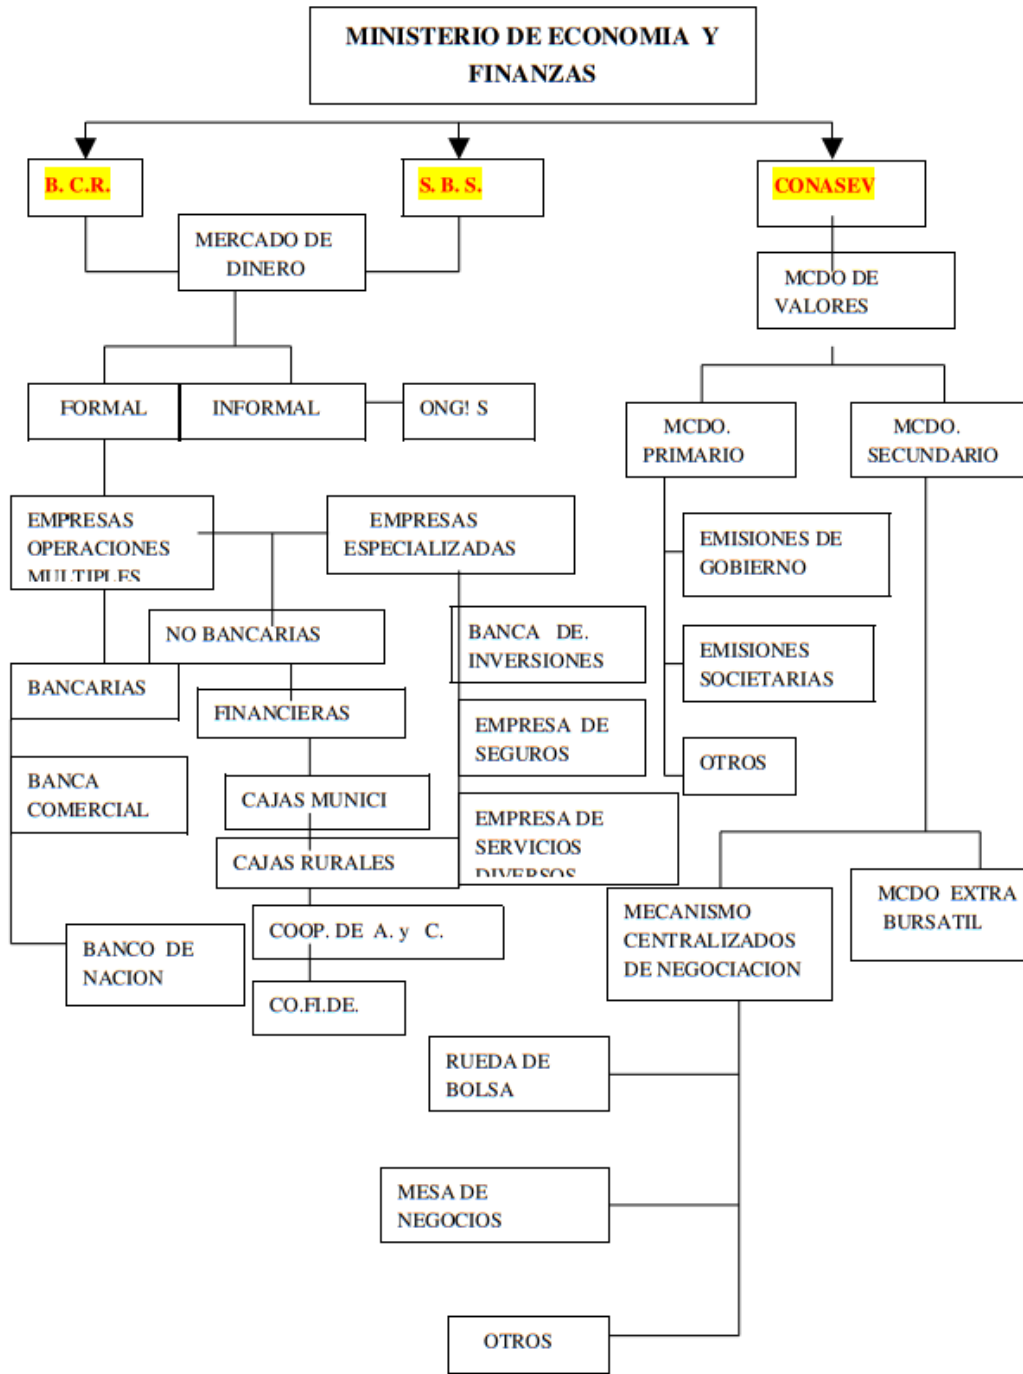 MINISTERIO DE ECONOMIA Y
FINANZAS
B. C.R.
S. B. S.
CONASEV
MERCADO DE
DINERO
MCDO DE
VALORES
FORMAL
INFORMAL
ONG! S
MCDO.
PRIMARIO
MCDO.
SECUNDARIO
EMPRESAS
OPERACIONES
MULTIPLES
EMPRESAS
ESPECIALIZADAS
EMISIONES DE
GOBIERNO
NO BANCARIAS
BANCA DE.
INVERSIONES
EMISIONES
SOCIETARIAS
BANCARIAS
FINANCIERAS
EMPRESA DE
SEGUROS
OTROS
BANCA
COMERCIAL
CAJAS MUNICI
EMPRESA DE
SERVICIOS
DIVERSOS
CAJAS RURALES
MECANISMO
CENTRALIZADOS
DE NEGOCIACION
MCDO EXTRA
BURSATIL
COOP. DE A. y C.
BANCO DE
NACION
CO.FI.DE.
RUEDA DE
BOLSA
MESA DE
NEGOCIOS
OTROS